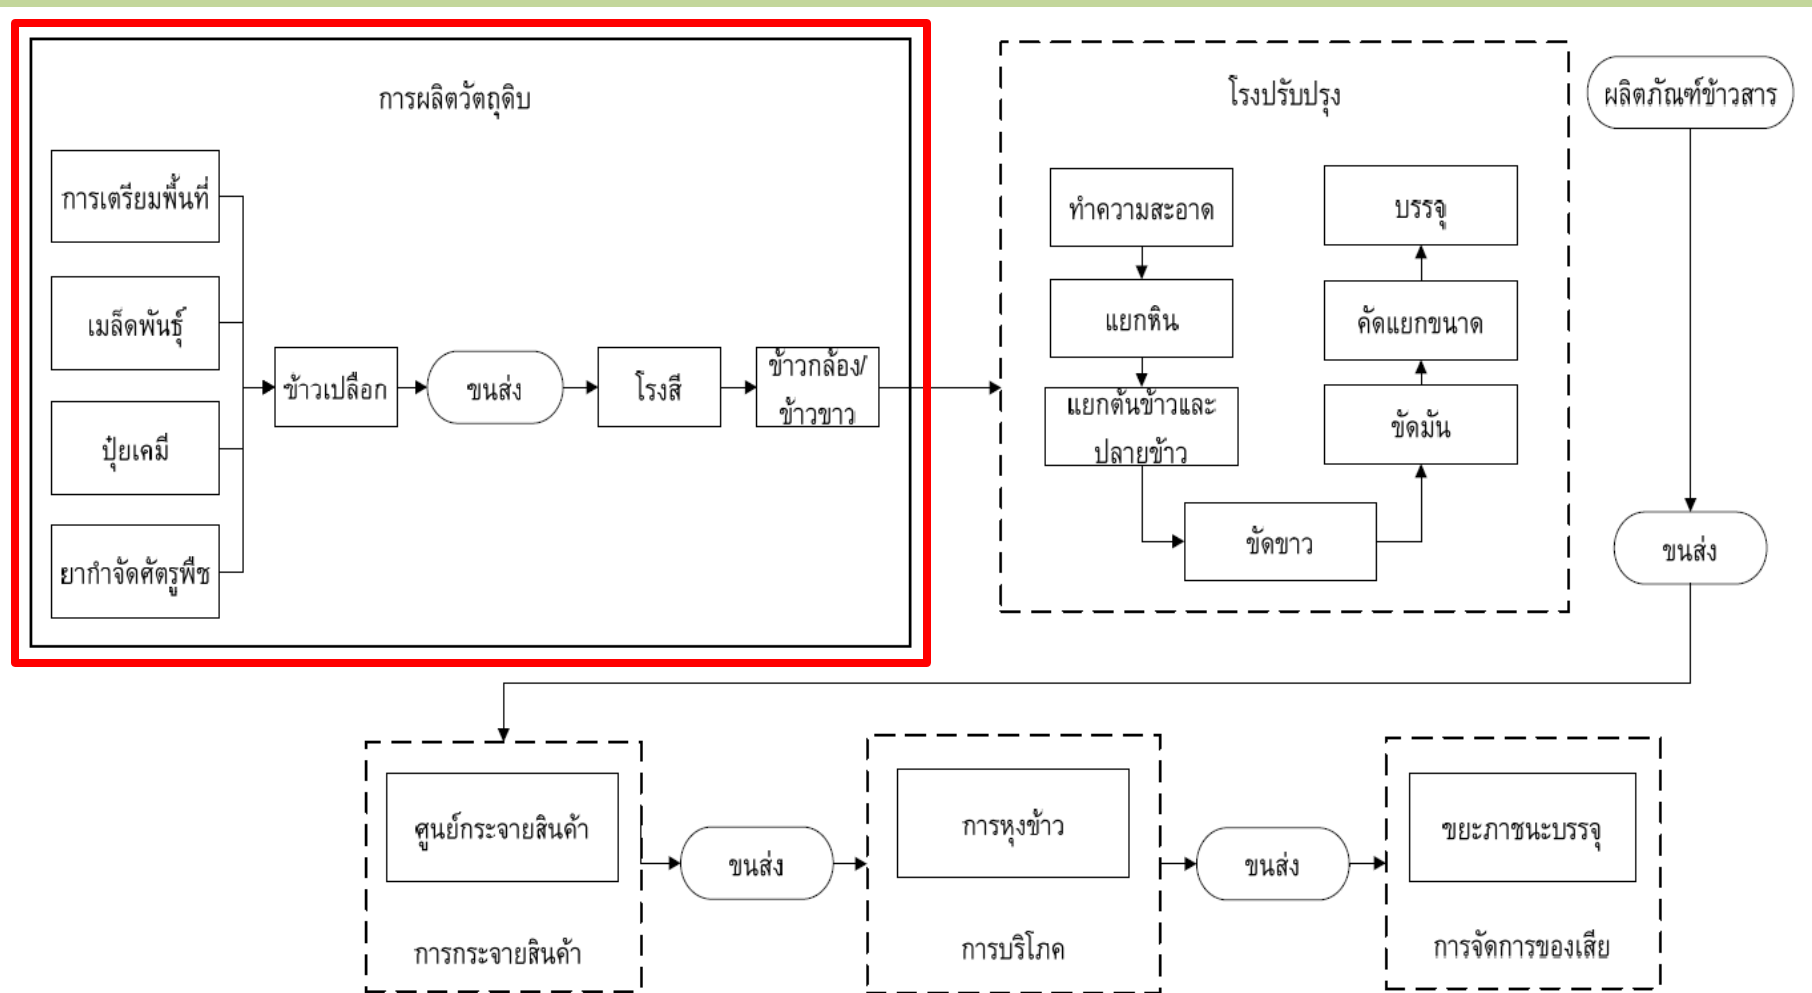 การผลิตวัตถุดิบ
การเตรียมพื้นที่
เมล็ดพันธุ์
ปุ๋ยเคมี
ยากำจัดศัตรูพืช
ข้าวเปลือก
ขนส่ง
โรงสี
ข้าวกล้อง/
ข้าวขาว
โรงปรับปรุง
ทำความสะอาด
แยกหิน
แยกต้นข้าวและ
ปลายข้าว
ขัดขาว
ขัดมัน
คัดแยกขนาด
บรรจุ
ผลิตภัณฑ์ข้าวสาร
ขนส่ง
ศูนย์กระจายสินค้า
การกระจายสินค้า
ขนส่ง
การหุงข้าว
การบริโภค
ขนส่ง
ขยะภาชนะบรรจุ
การจัดการของเสีย